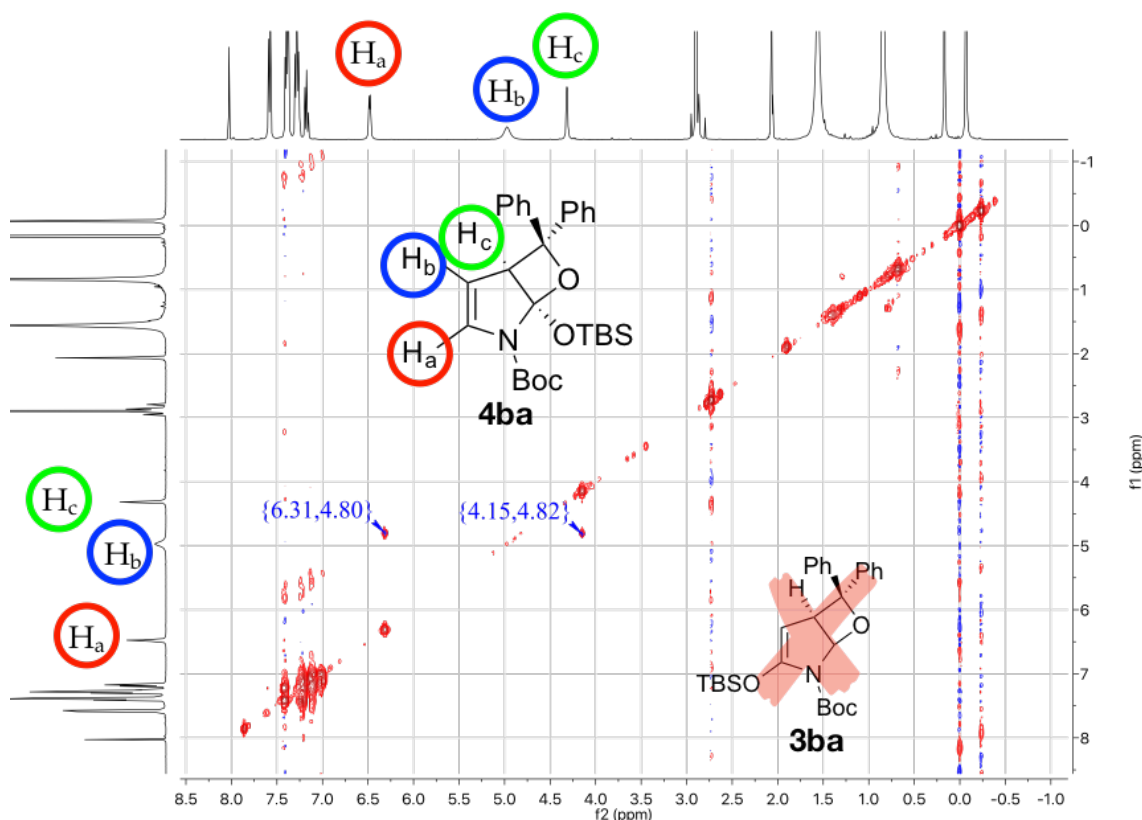 Ha
Hb
Hc
Ph
Ph
Hc
Hb
O
Ha
N
OTBS
Boc
4ba
Hc
Hb
Ha
{6.31,4.80}
{4.15,4.82}
Ph
Ph
H
O
TBSO
N
Boc
3ba
-1
0
1
2
3
4
5
6
7
8
f1 (ppm)
8.5 8.0 7.5 7.0 6.5 6.0 5.5 5.0 4.5 4.0 3.5 3.0 2.5 2.0 1.5 1.0 0.5 0.0 -0.5 -1.0
f2 (ppm)